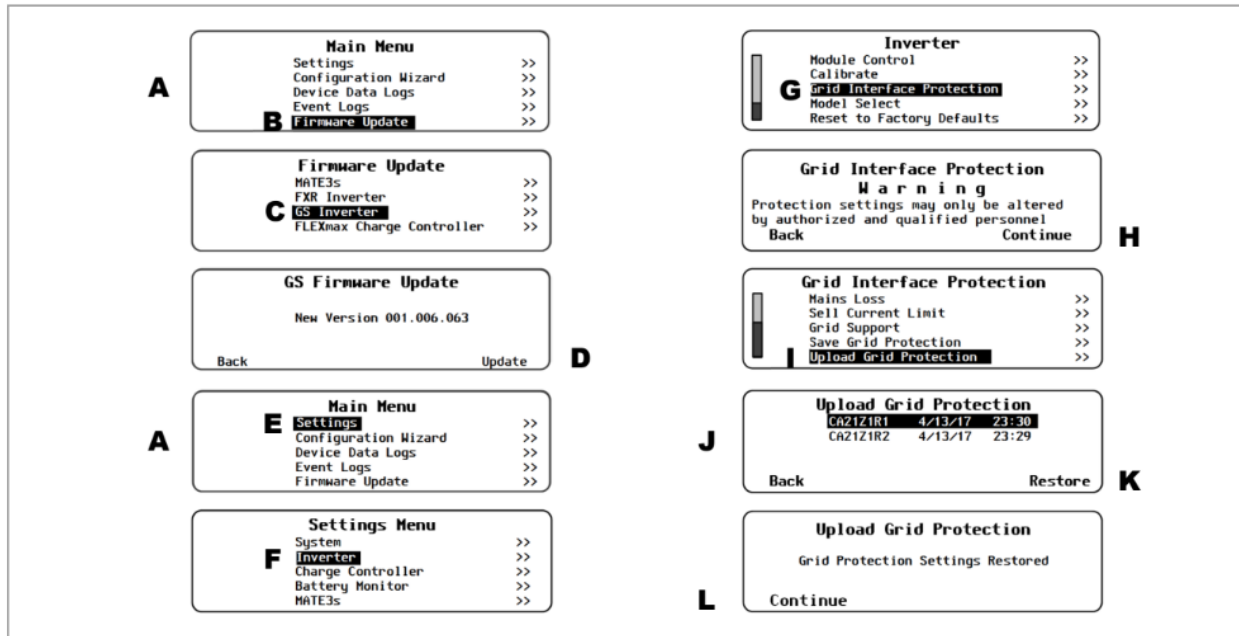 A
Main Menu
Settings >>
Configuration Wizard >>
Device Data Logs >>
Event Logs >>
B Firmware Update >>
Firmware Update
MATE3s >>
FXR Inverter >>
C GS Inverter >>
FLEXmax Charge Controller >>
GS Firmware Update
New Version 001.006.063
Back Update D
A
Main Menu
E Settings >>
Configuration Wizard >>
Device Data Logs >>
Event Logs >>
Firmware Update >>
Settings Menu
System >>
F Inverter >>
Charge Controller >>
Battery Monitor >>
MATE3s >>
Inverter
Module Control >>
Calibrate >>
G Grid Interface Protection >>
Model Select >>
Reset to Factory Defaults >>
Grid Interface Protection
Warning
Protection settings may only be altered
by authorized and qualified personnel
Back Continue H
Grid Interface Protection
Mains Loss >>
Sell Current Limit >>
Grid Support >>
Save Grid Protection >>
I Upload Grid Protection >>
Upload Grid Protection
CA21Z1R1 4/13/17 23:30
J CA21Z1R2 4/13/17 23:29
Back Restore K
Upload Grid Protection
Grid Protection Settings Restored
L Continue